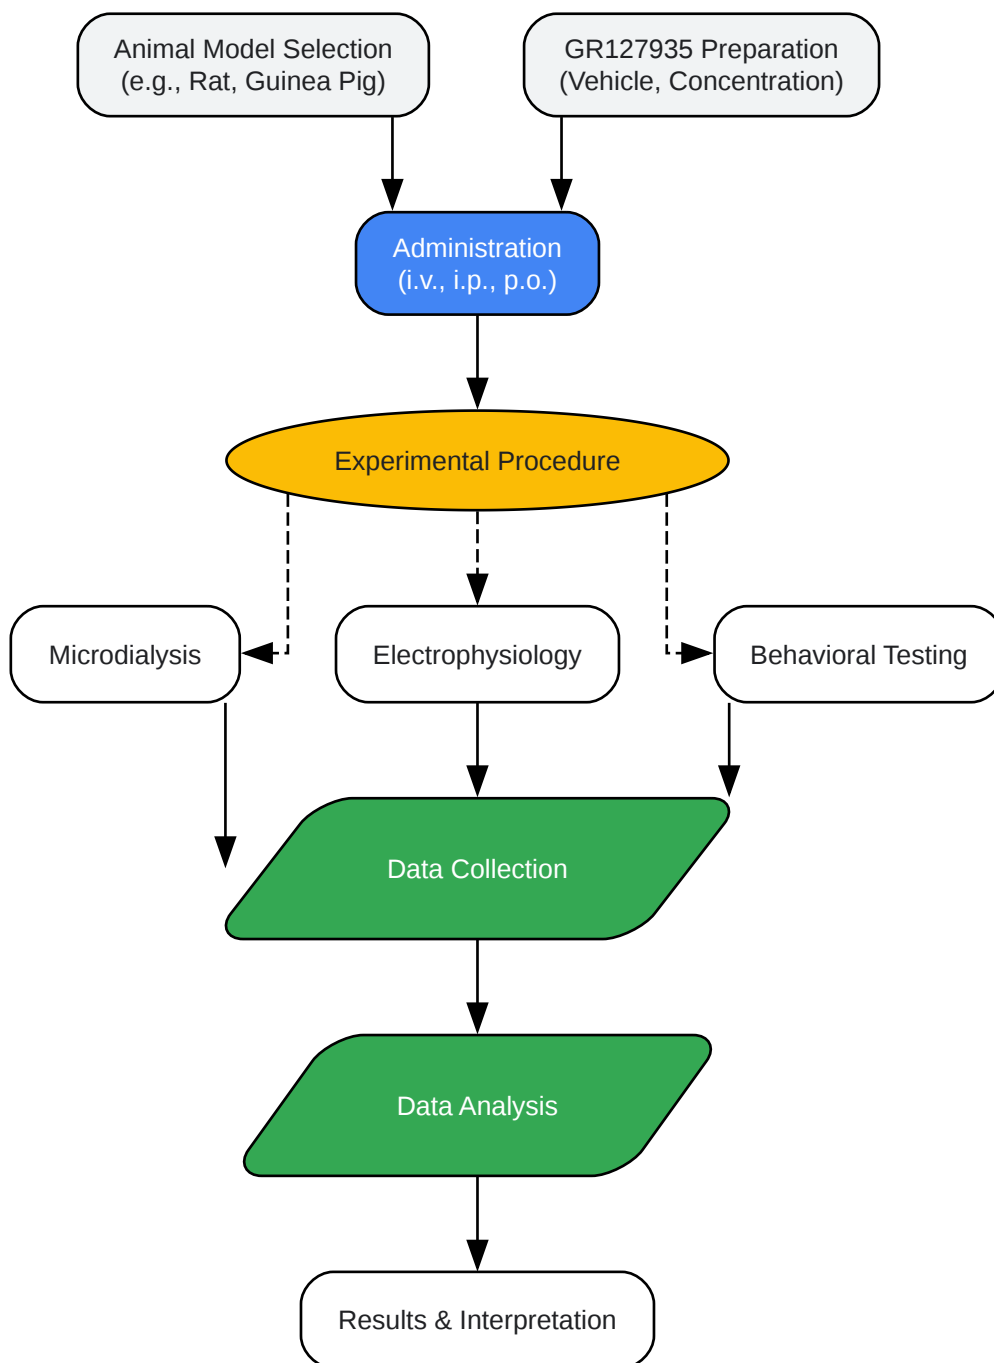 Animal Model Selection
(e.g., Rat, Guinea Pig)
GR127935 Preparation
(Vehicle, Concentration)
Administration
(i.v., i.p., p.o.)
Experimental Procedure
Microdialysis
Electrophysiology
Behavioral Testing
Data Collection
Data Analysis
Results & Interpretation